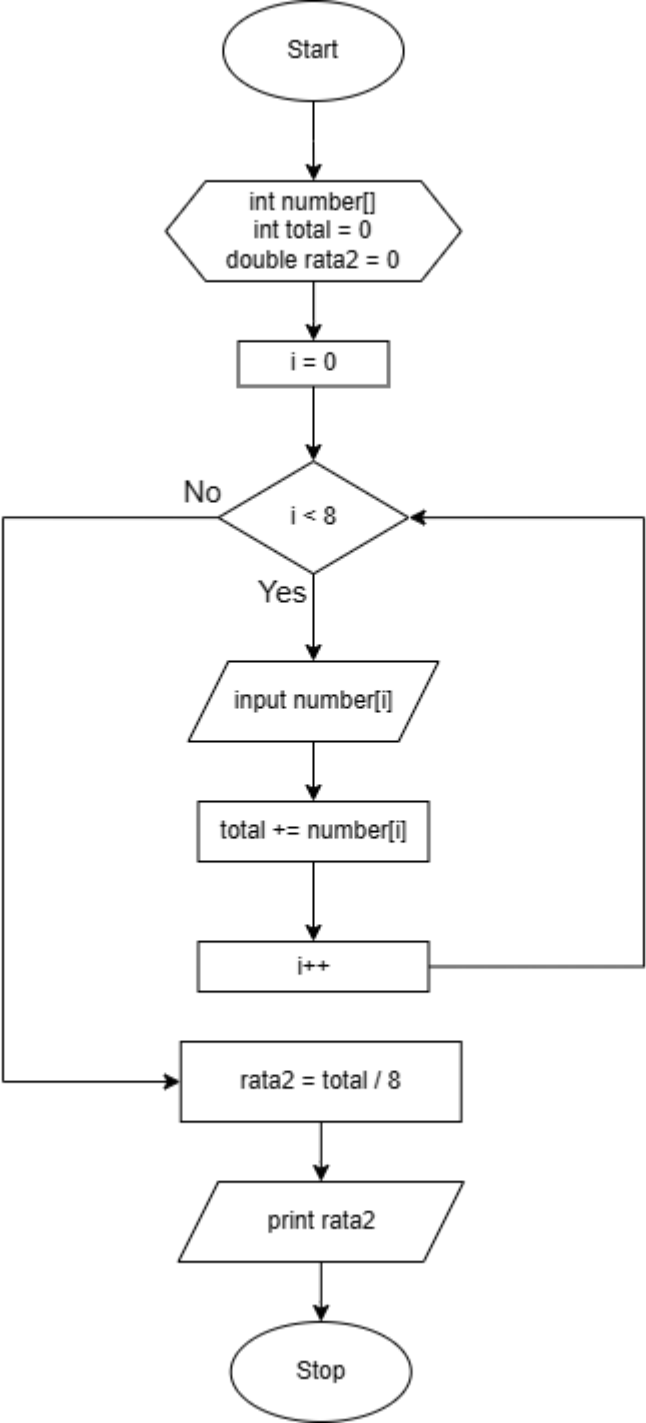 Start
int number[]
int total = 0
double rata2 = 0
i = 0
No
i < 8
Yes
input number[i]
total += number[i]
i++
rata2 = total / 8
print rata2
Stop